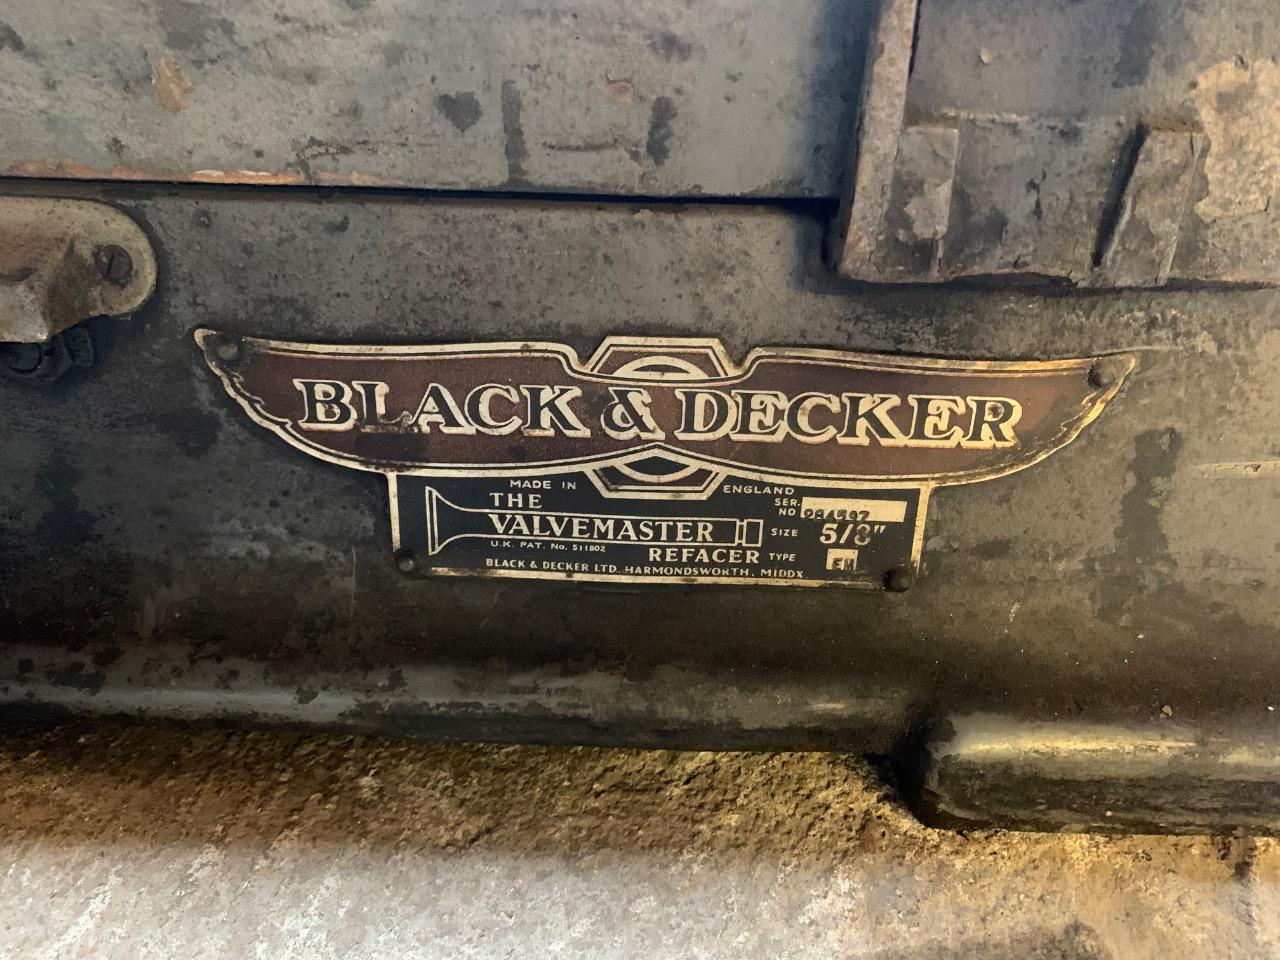 BLACK & DECKER
MADE IN ENGLAND
THE
VALVEMASTER
REFACER
U.K. PAT. No. 511802
SER. NO
SIZE 5/8"
TYPE EM
BLACK & DECKER LTD. HARMONDSWORTH. MIDDX.